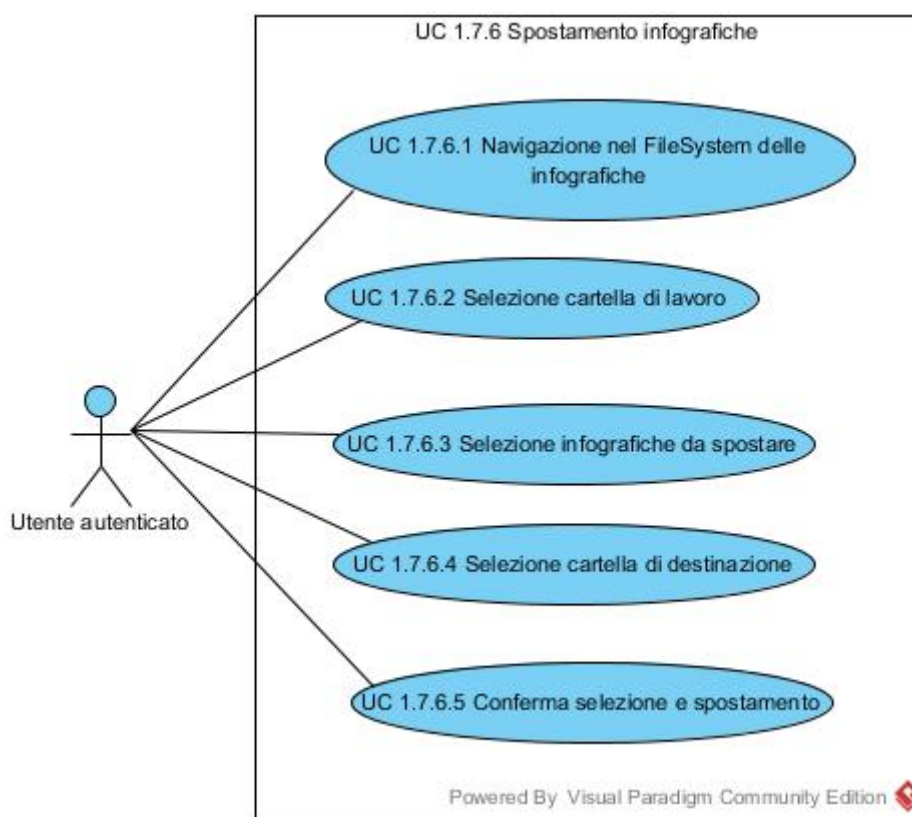 UC 1.7.6 Spostamento infografiche
UC 1.7.6.1 Navigazione nel FileSystem delle
infografiche
UC 1.7.6.2 Selezione cartella di lavoro
UC 1.7.6.3 Selezione infografiche da spostare
Utente autenticato
UC 1.7.6.4 Selezione cartella di destinazione
UC 1.7.6.5 Conferma selezione e spostamento
Powered By Visual Paradigm Community Edition